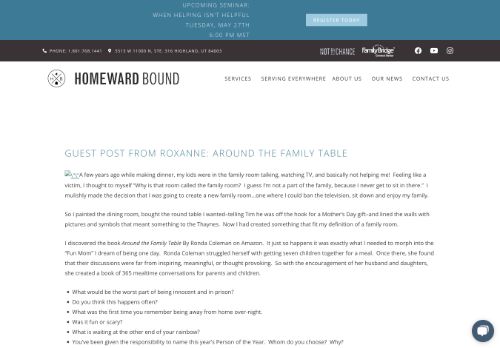 UPCOMING SEMINAR:
WHEN HELPING ISN'T HELPFUL
TUESDAY, MAY 27TH
6:00 PM MST
REGISTER TODAY
PHONE: 1.801.768.1441
5513 W 11000 N, STE. 316 HIGHLAND, UT 84003
NOT BY CHANCE
FamilyBridge
HOMEWARD BOUND
SERVICES
SERVING EVERYWHERE
ABOUT US
OUR NEWS
CONTACT US
GUEST POST FROM ROXANNE: AROUND THE FAMILY TABLE
A few years ago while making dinner, my kids were in the family room talking, watching TV, and basically not helping me!  Feeling like a
victim, I thought to myself "Why is that room called the family room?  I guess I'm not a part of the family, because I never get to sit in there."  I
mulishly made the decision that I was going to create a new family room...one where I could ban the television, sit down and enjoy my family.
So I painted the dining room, bought the round table I wanted–telling Tim he was off the hook for a Mother's Day gift–and lined the walls with
pictures and symbols that meant something to the Thaynes.  Now I had created something that fit my definition of a family room.
I discovered the book Around the Family Table By Ronda Coleman on Amazon.  It just so happens it was exactly what I needed to morph into the
"Fun Mom" I dream of being one day.  Ronda Coleman struggled herself with getting seven children together for a meal.  Once there, she found
that their discussions were far from inspiring, meaningful, or thought provoking.  So with the encouragement of her husband and daughters,
she created a book of 365 mealtime conversations for parents and children.
• What would be the worst part of being innocent and in prison?
• Do you think this happens often?
• What was the first time you remember being away from home over-night.
• Was it fun or scary?
• What is waiting at the other end of your rainbow?
• You've been given the responsibility to name this year's Person of the Year.  Whom do you choose?  Why?